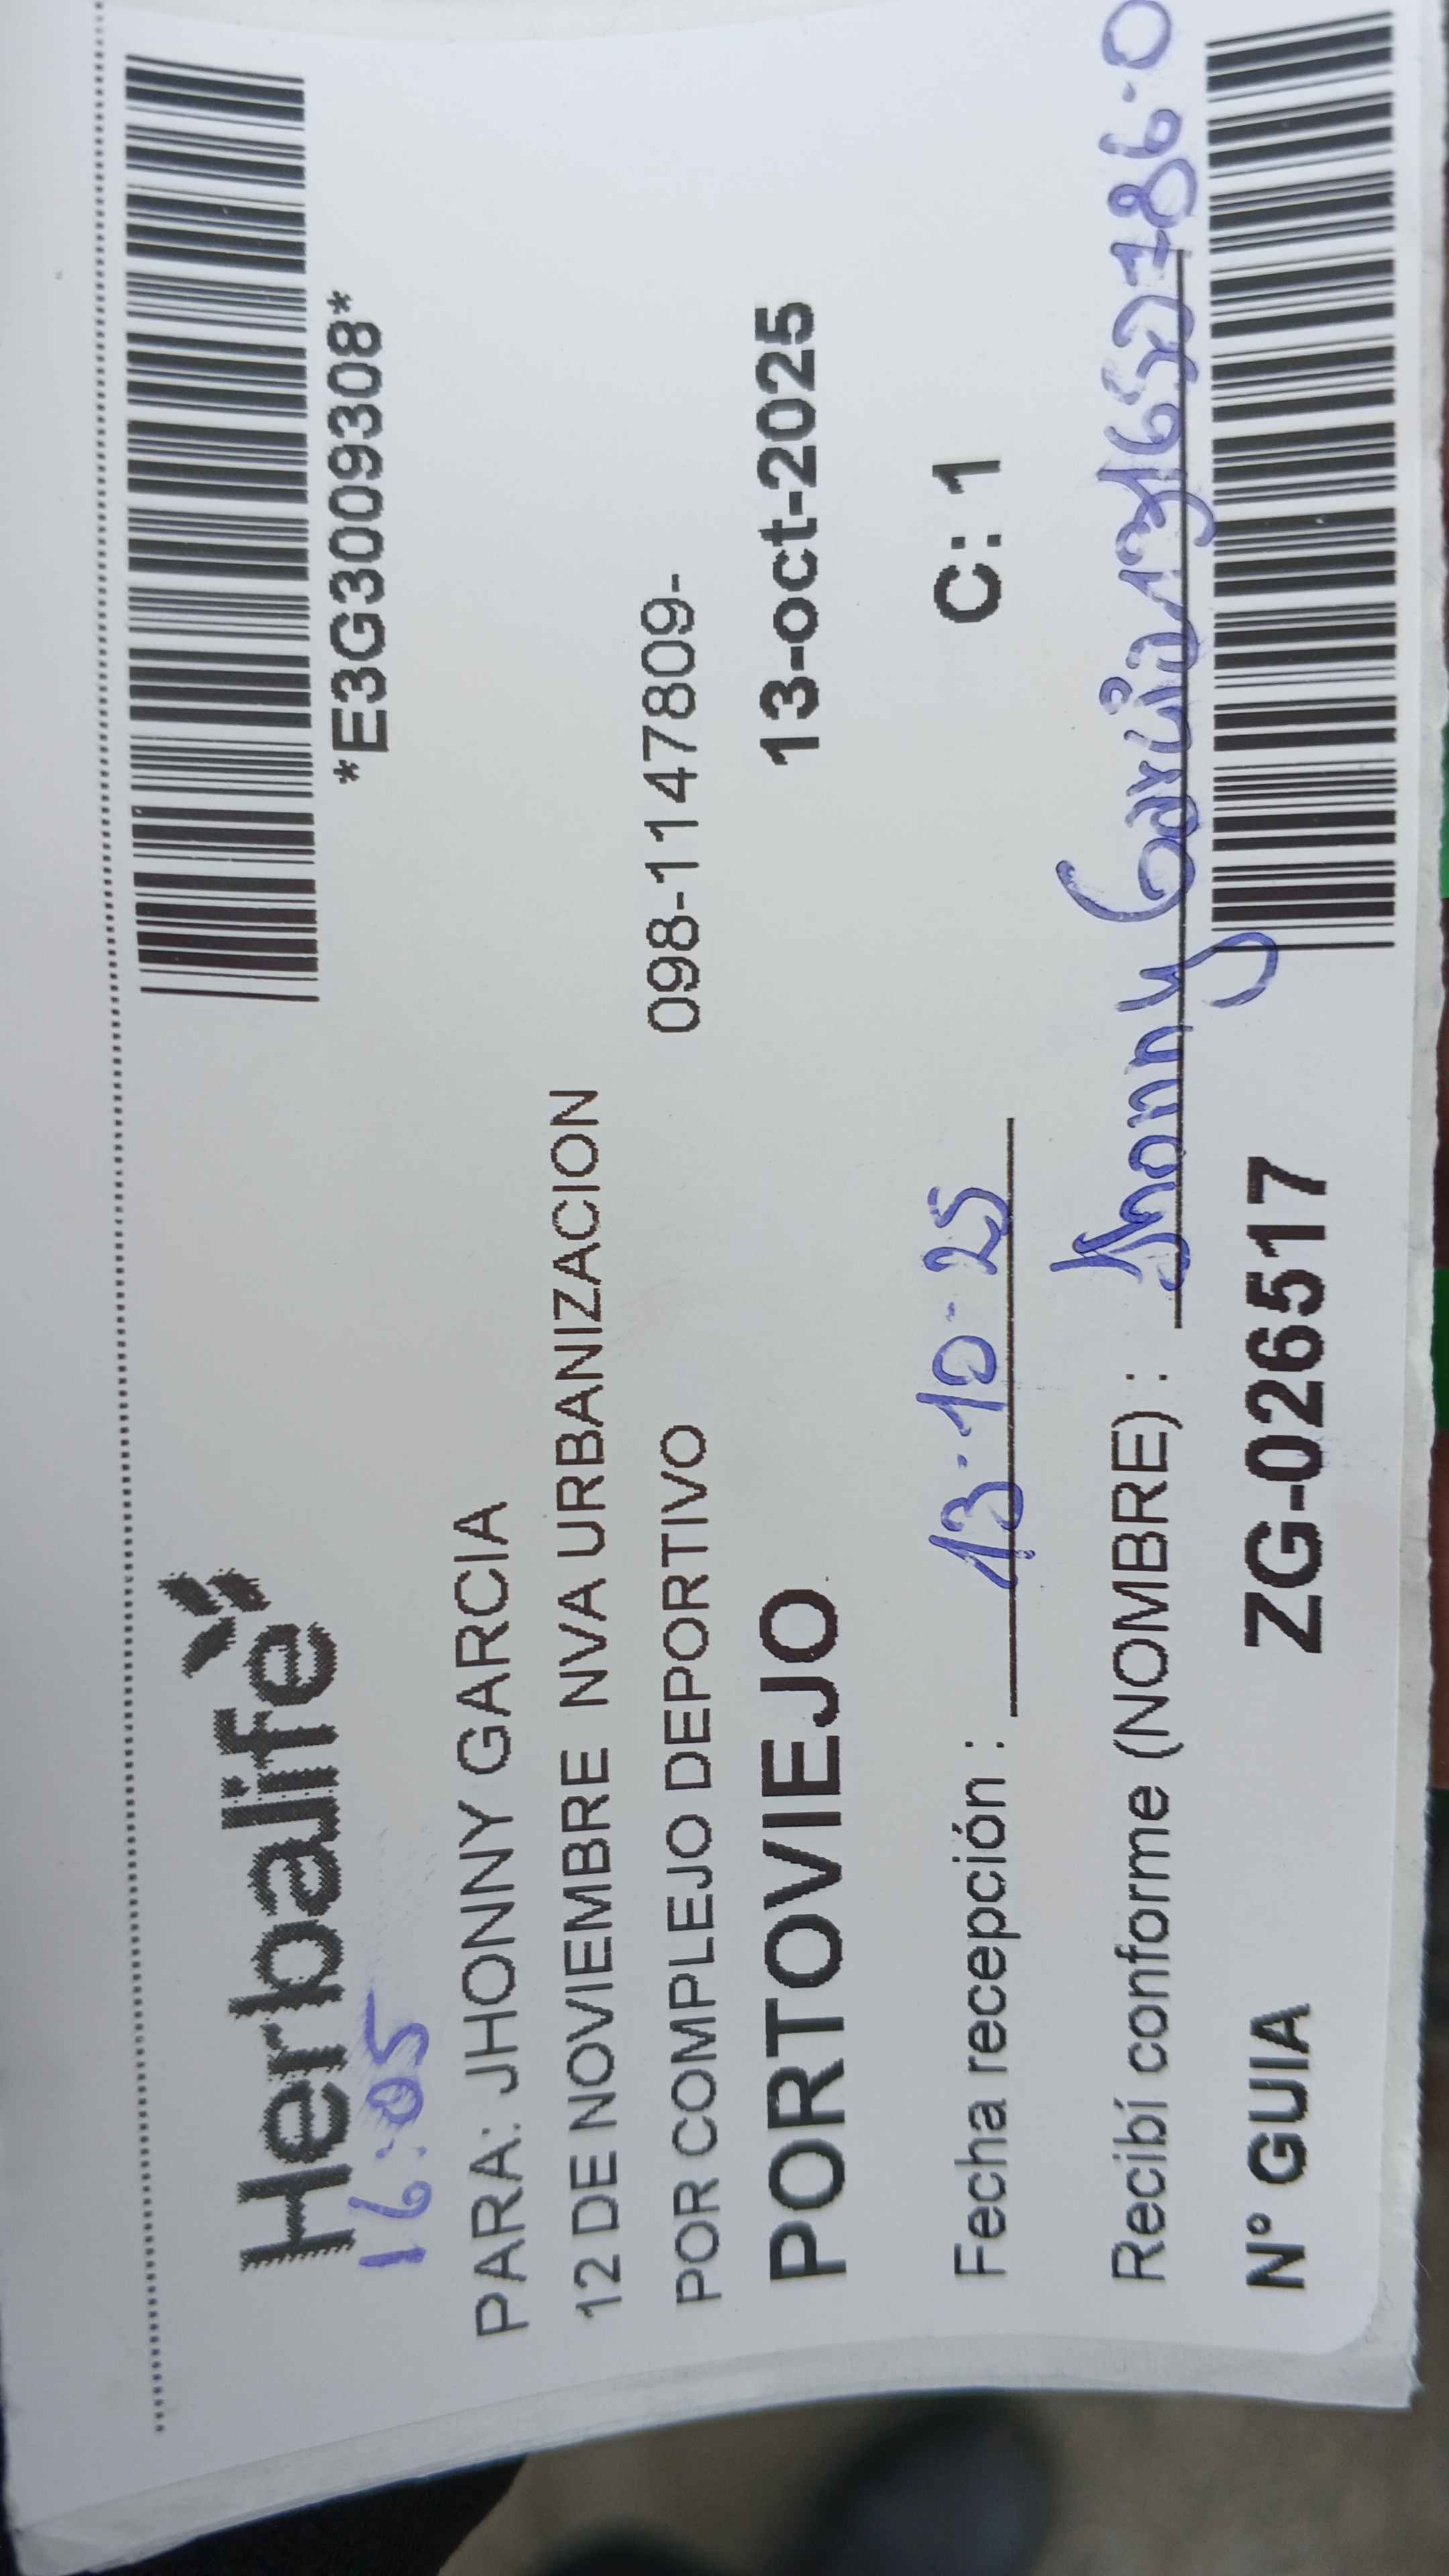 Herbalife
16:05
*E3G3009308*
PARA: JHONNY GARCIA
12 DE NOVIEMBRE NVA URBANIZACION
POR COMPLEJO DEPORTIVO 098-1147809-
PORTOVIEJO 13-oct-2025
Fecha recepción : 13-10-25 C: 1
Recibí conforme (NOMBRE) : Jhonny García
N° GUIA ZG-026517